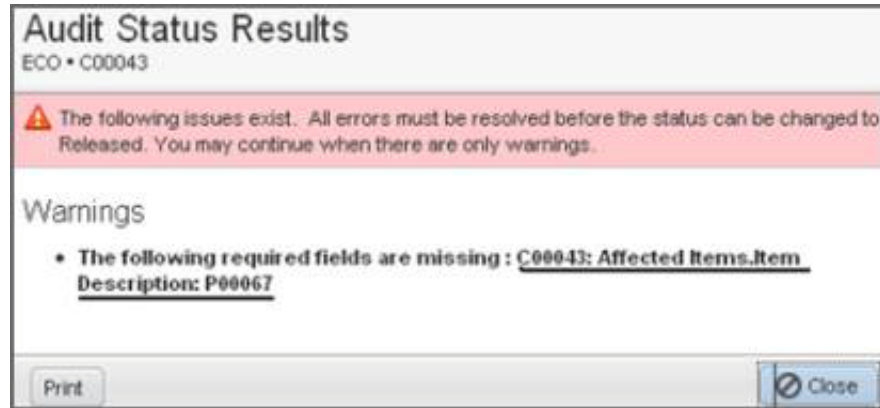 Audit Status Results
ECO • C00043
The following issues exist. All errors must be resolved before the status can be changed to
Released. You may continue when there are only warnings.
Warnings
• The following required fields are missing : C00043: Affected Items.Item
Description: P00067
Print
Close